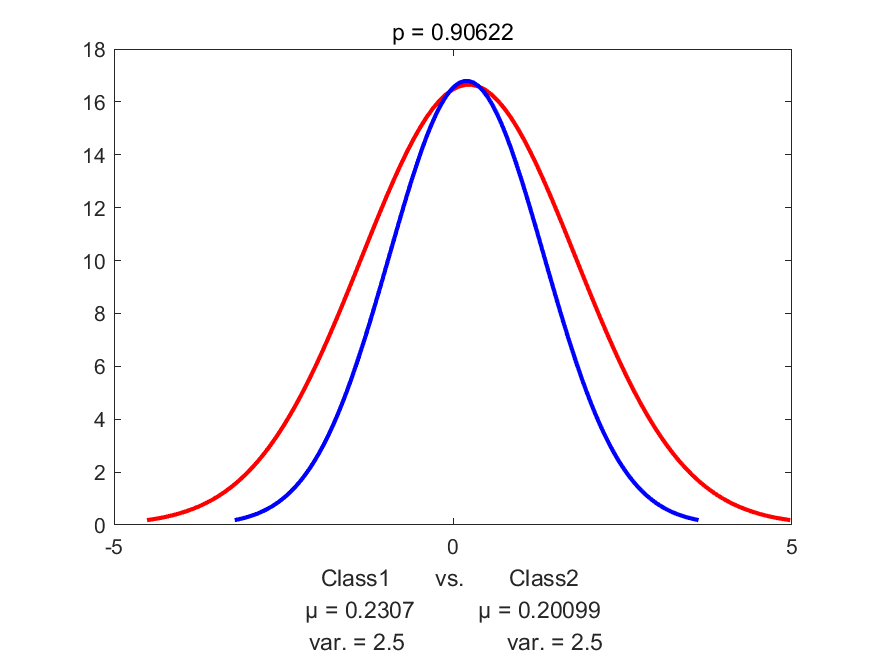 p = 0.90622
18
16
14
12
10
8
6
4
2
0
-5 0 5
Class1 vs. Class2
μ = 0.2307 μ = 0.20099
var. = 2.5 var. = 2.5